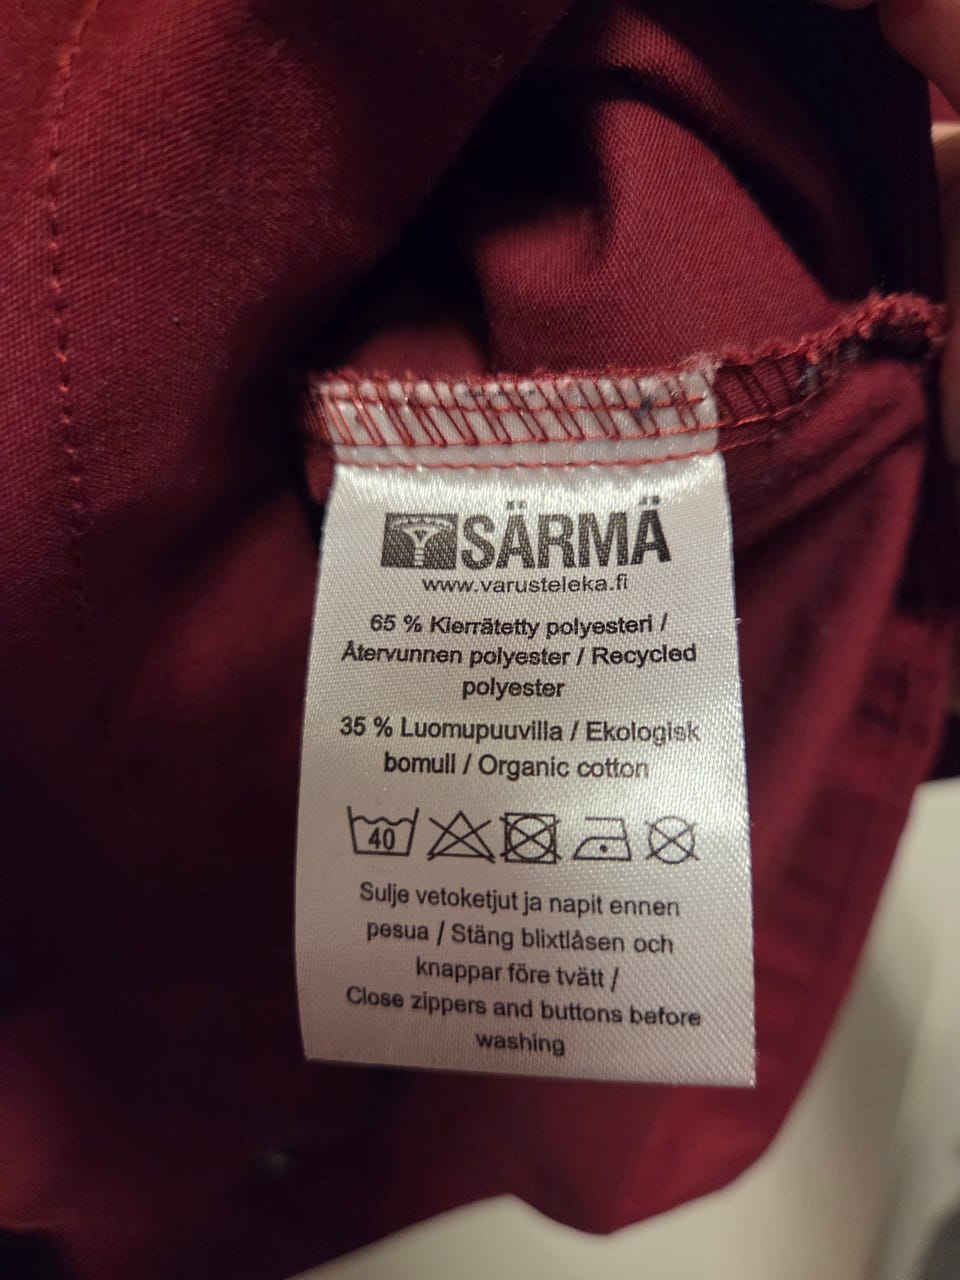 SÄRMÄ
www.varusteleka.fi
65 % Kierrätetty polyesteri /
Återvunnen polyester / Recycled
polyester
35 % Luomupuuvilla / Ekologisk
bomull / Organic cotton
40
Sulje vetoketjut ja napit ennen
pesua / Stäng blixtlåsen och
knappar före tvätt /
Close zippers and buttons before
washing